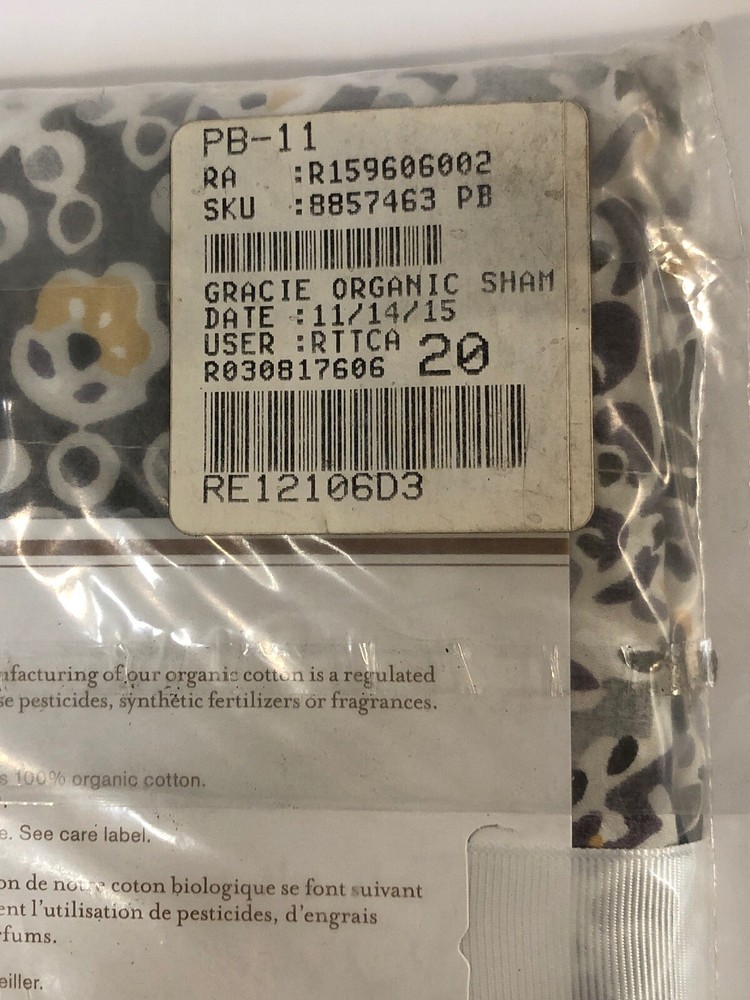 PB-11
RA :R159606002
SKU :8857463 PB
GRACIE ORGANIC SHAM
DATE :11/14/15
USER :RTTCA 20
R030817606
RE12106D3
ufacturing of our organic cotton is a regulated
se pesticides, synthetic fertilizers or fragrances.
s 100% organic cotton.
e. See care label.
on de notre coton biologique se font suivant
ent l'utilisation de pesticides, d'engrais
rfums.
eiller.